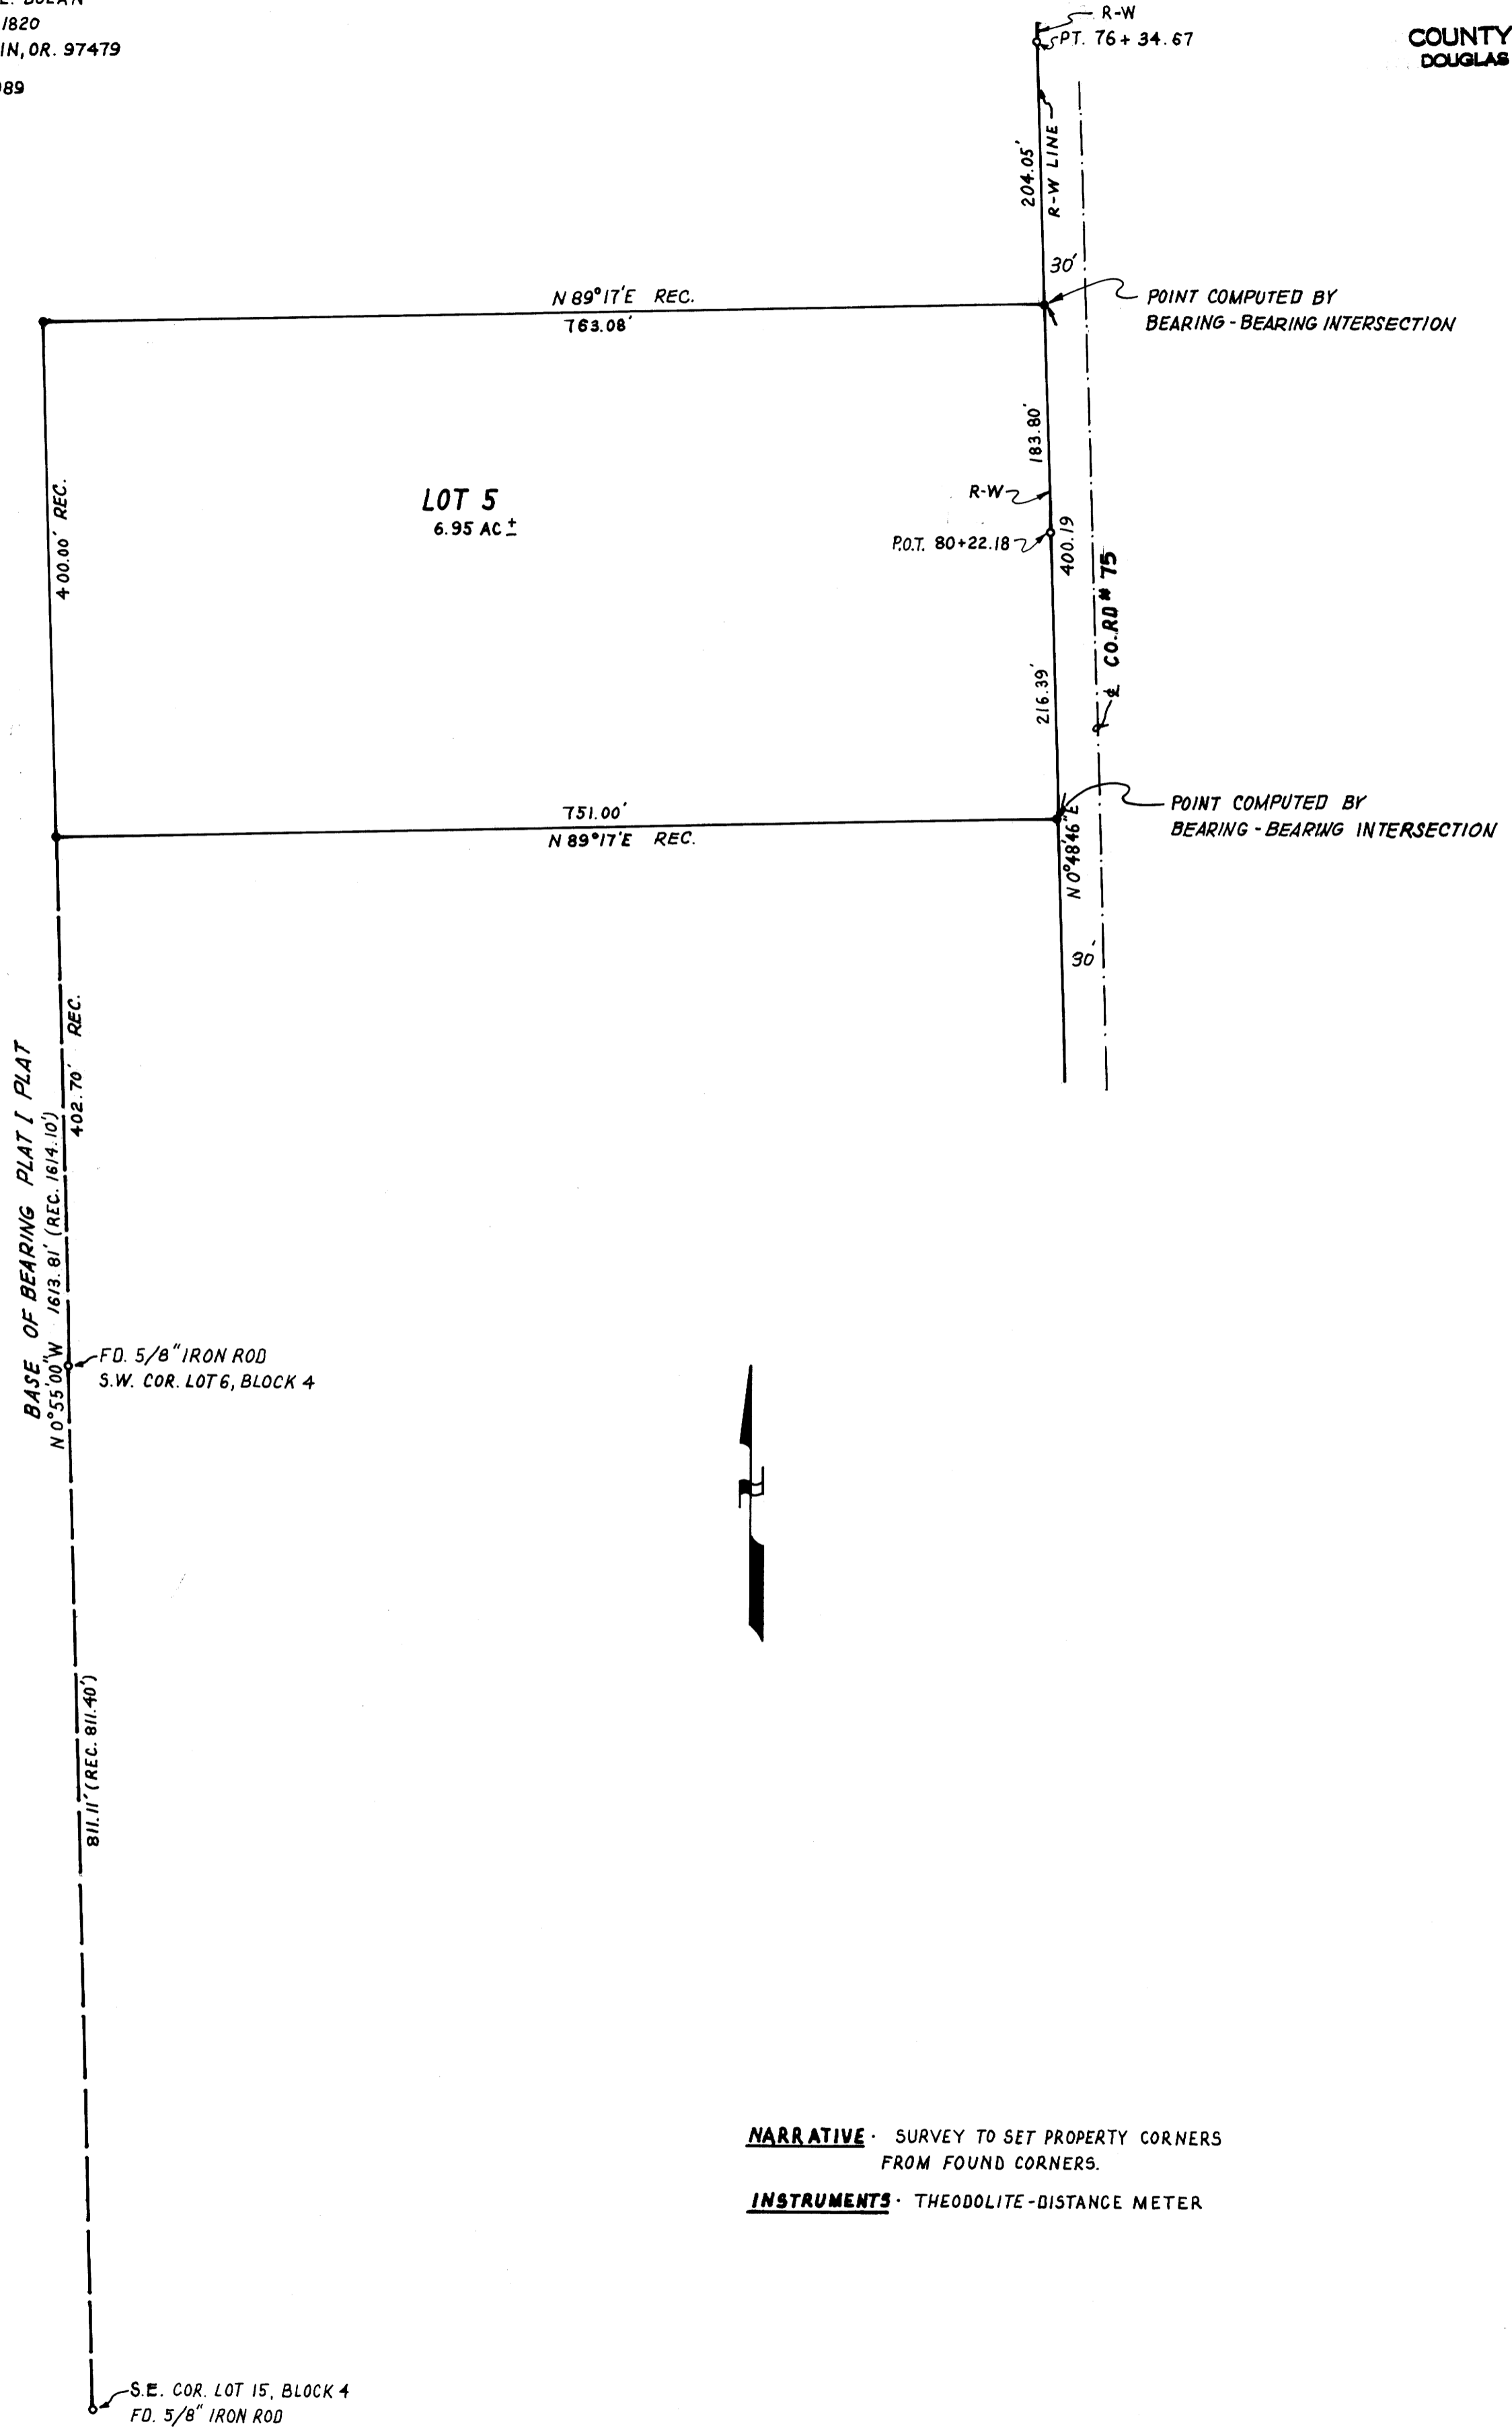 1820
IN, OR. 97479
989
R-W
PT. 76+34.67
COUNTY
DOUGLAS
204.05'
R-W LINE
30'
N 89°17'E REC.
763.08'
POINT COMPUTED BY
BEARING-BEARING INTERSECTION
400.00' REC.
LOT 5
6.95 AC ±
183.80'
R-W
P.O.T. 80+22.18
400.19
CO. RD # 75
216.39'
751.00'
N 89°17'E REC.
POINT COMPUTED BY
BEARING-BEARING INTERSECTION
N 0°48'46"E
30'
BASE OF BEARING PLAT I PLAT
N 0°55'00"W 1613.81' (REC. 1614.10')
402.70' REC.
FD. 5/8" IRON ROD
S.W. COR. LOT 6, BLOCK 4
811.11' (REC. 811.40')
NARRATIVE · SURVEY TO SET PROPERTY CORNERS
FROM FOUND CORNERS.
INSTRUMENTS · THEODOLITE-DISTANCE METER
S.E. COR. LOT 15, BLOCK 4
FD. 5/8" IRON ROD